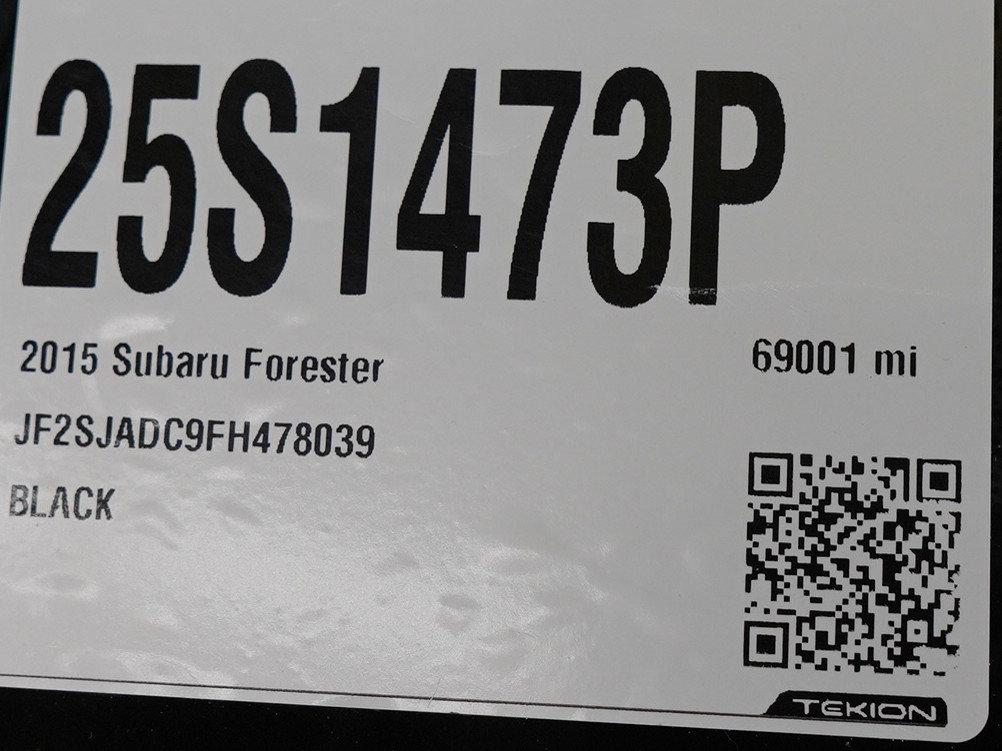 25S1473P
2015 Subaru Forester
69001 mi
JF2SJADC9FH478039
BLACK
TEKION